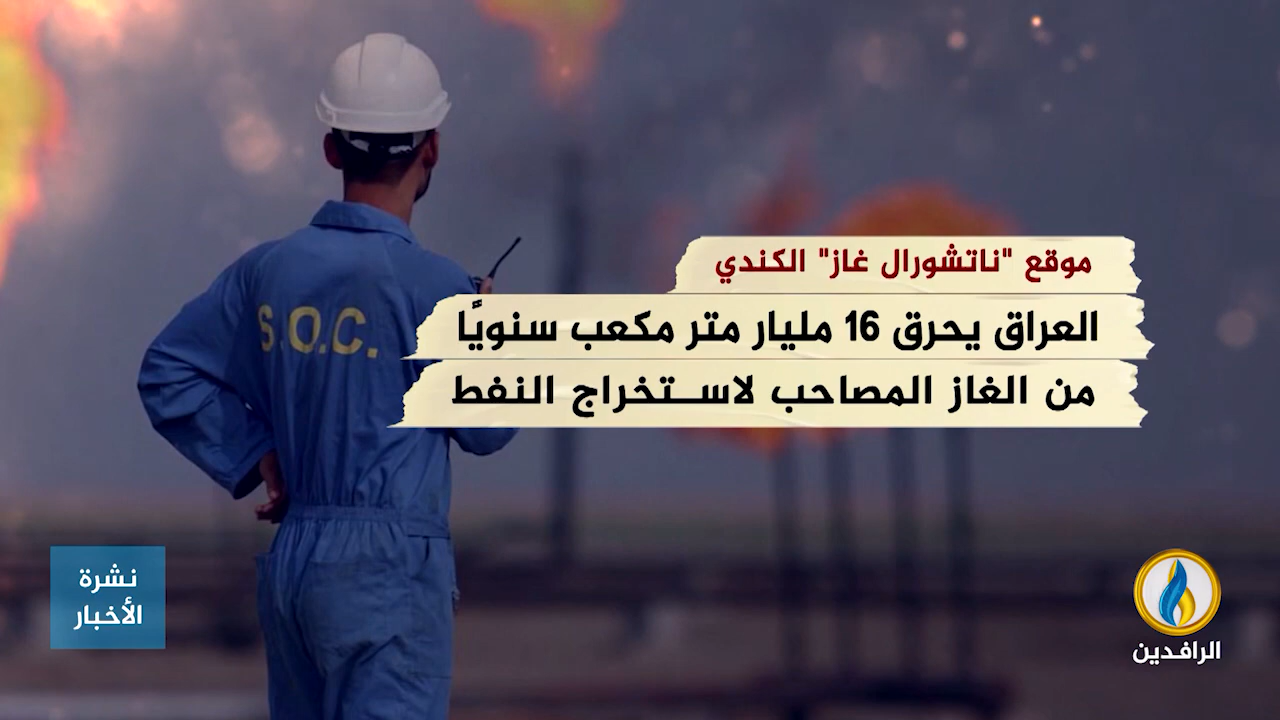 موقع "ناتشورال غاز" الكندي
العراق يحرق 16 مليار متر مكعب سنويًا
من الغاز المصاحب لاستخراج النفط
S.O.C.
نشرة
الأخبار
الرافدين